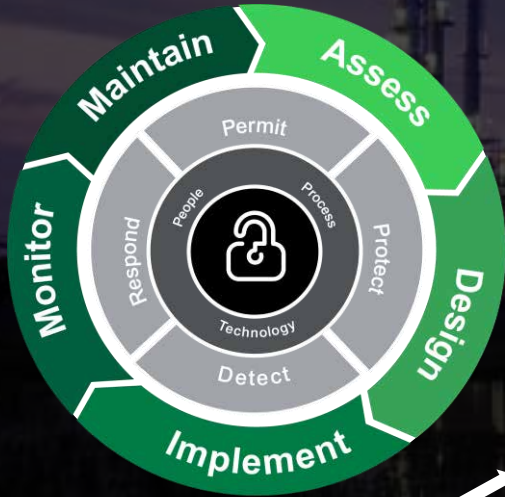 Assess
Design
Implement
Monitor
Maintain
Permit
Protect
Detect
Respond
People
Process
Technology